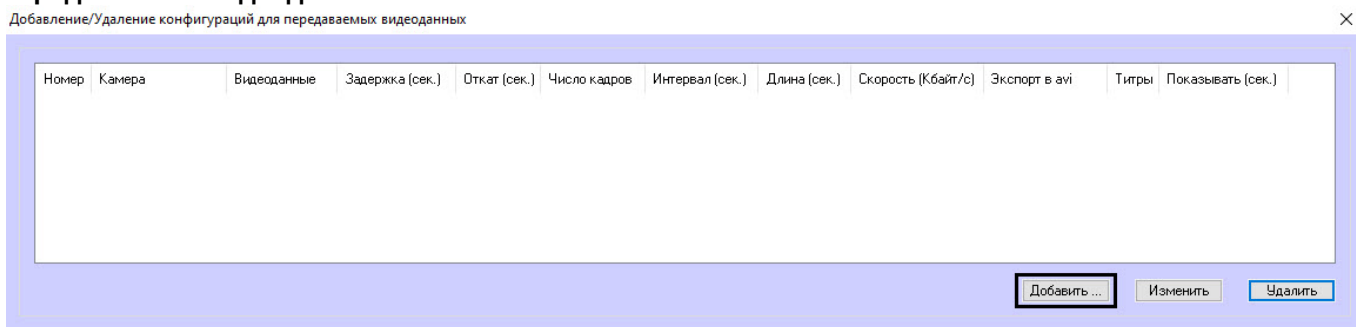 Добавление/Удаление конфигураций для передаваемых видеоданных
Номер Камера Видеоданные Задержка (сек.) Откат (сек.) Число кадров Интервал (сек.) Длина (сек.) Скорость (Кбайт/с) Экспорт в avi Титры Показывать (сек.)
Добавить ... Изменить Удалить